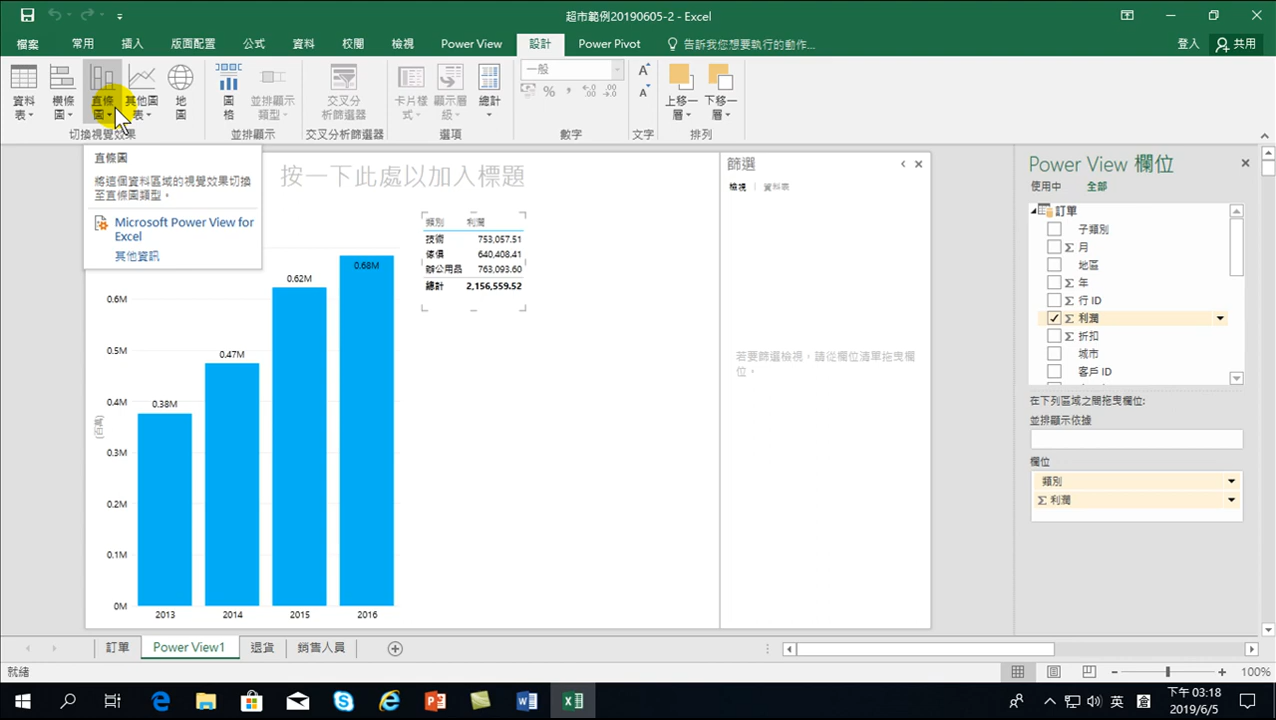 超市範例20190605-2 - Excel
檔案 常用 插入 版面配置 公式 資料 校閱 檢視 Power View 設計 Power Pivot 告訴我您想要執行的動作... 登入 共用
資料表 橫條圖 直條圖 其他圖表 地圖
圖格 並排顯示類型
交叉分析篩選器
卡片樣式 顯示層級 總計
一般
% , .0 .00
A A
上移一層 下移一層
切換視覺效果 並排顯示 交叉分析篩選器 選項 數字 文字 排列
直條圖
將這個資料區域的視覺效果切換
至直條圖類型。
Microsoft Power View for
Excel
其他資訊
按一下此處以加入標題
類別 利潤
技術 753,057.51
傢俱 640,408.41
辦公用品 763,093.60
總計 2,156,559.52
0.68M
0.62M
0.6M
0.5M
0.47M
0.4M
0.38M
(百萬)
0.3M
0.2M
0.1M
0M
2013 2014 2015 2016
篩選
檢視 資料表
若要篩選檢視，請從欄位清單拖曳欄
位。
Power View 欄位
使用中 全部
訂單
子類別
Σ 月
地區
Σ 年
Σ 行 ID
Σ 利潤
Σ 折扣
城市
客戶 ID
在下列區域之間拖曳欄位:
並排顯示依據
欄位
類別
Σ 利潤
訂單 Power View1 退貨 銷售人員
就緒
100%
英
下午 03:18
2019/6/5